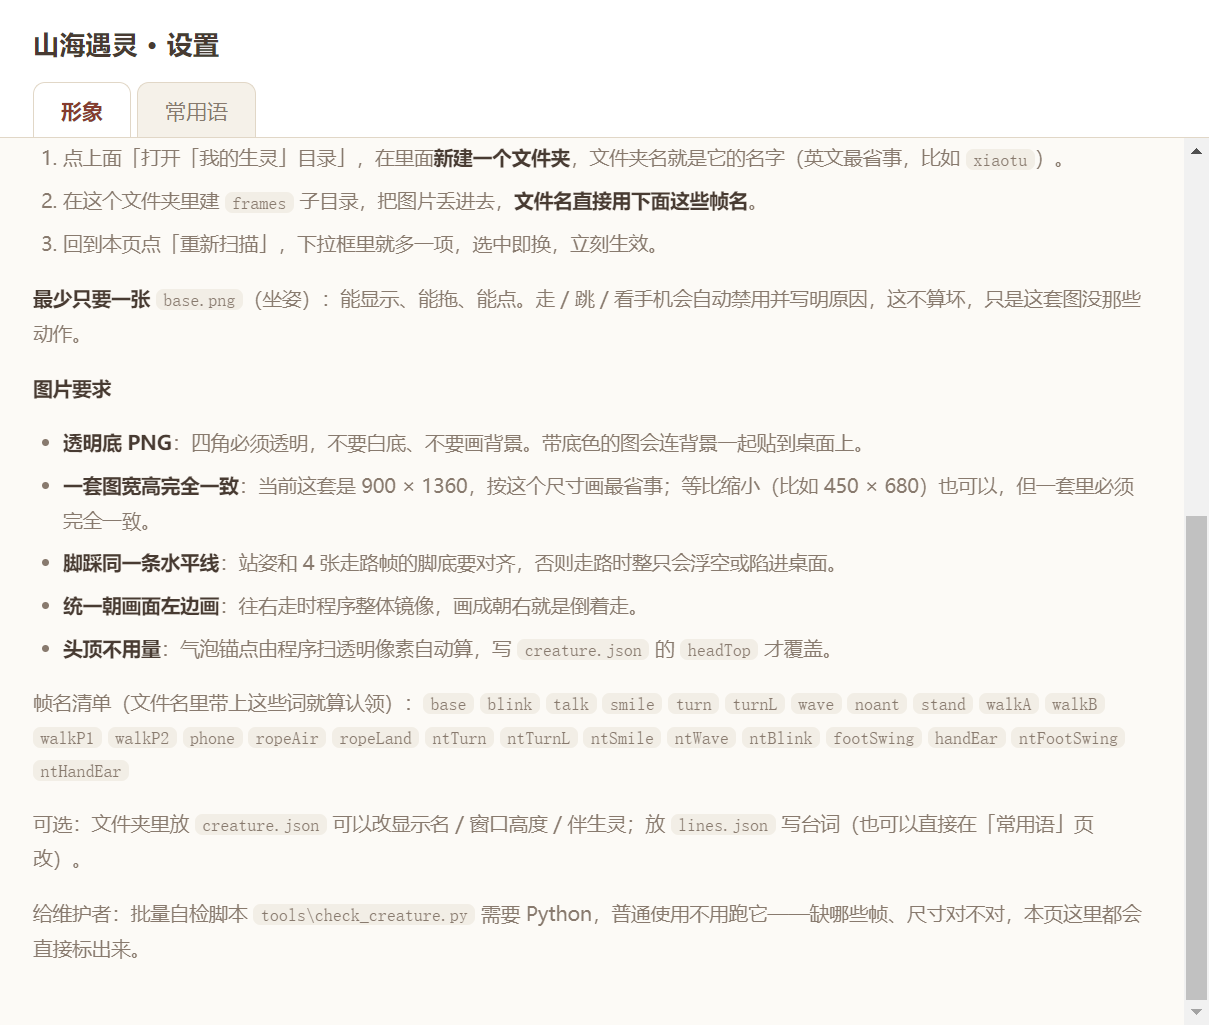 山海遇灵 • 设置
形象
常用语
1. 点上面「打开「我的生灵」目录」，在里面新建一个文件夹，文件夹名就是它的名字（英文最省事，比如 xiaotu ）。
2. 在这个文件夹里建 frames 子目录，把图片丢进去，文件名直接用下面这些帧名。
3. 回到本页点「重新扫描」，下拉框里就多一项，选中即换，立刻生效。
最少只要一张 base.png （坐姿）：能显示、能拖、能点。走 / 跳 / 看手机会自动禁用并写明原因，这不算坏，只是这套图没那些
动作。
图片要求
• 透明底 PNG：四角必须透明，不要白底、不要画背景。带底色的图会连背景一起贴到桌面上。
• 一套图宽高完全一致：当前这套是 900 × 1360，按这个尺寸画最省事；等比缩小（比如 450 × 680）也可以，但一套里必须
完全一致。
• 脚踩同一条水平线：站姿和 4 张走路帧的脚底要对齐，否则走路时整只会浮空或陷进桌面。
• 统一朝画面左边画：往右走时程序整体镜像，画成朝右就是倒着走。
• 头顶不用量：气泡锚点由程序扫透明像素自动算，写 creature.json 的 headTop 才覆盖。
帧名清单（文件名里带上这些词就算认领）： base blink talk smile turn turnL wave noant stand walkA walkB
walkP1 walkP2 phone ropeAir ropeLand ntTurn ntTurnL ntSmile ntWave ntBlink footSwing handEar ntFootSwing
ntHandEar
可选：文件夹里放 creature.json 可以改显示名 / 窗口高度 / 伴生灵；放 lines.json 写台词（也可以直接在「常用语」页
改）。
给维护者：批量自检脚本 tools\check_creature.py 需要 Python，普通使用不用跑它——缺哪些帧、尺寸对不对，本页这里都会
直接标出来。